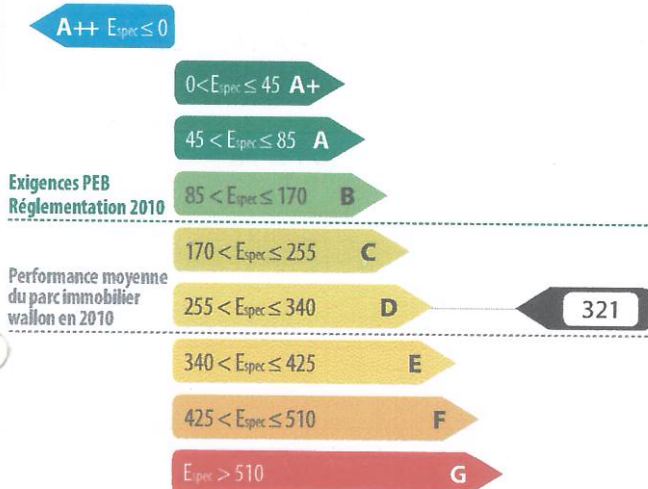 A++ Espec ≤ 0
0 < Espec ≤ 45 A+
45 < Espec ≤ 85 A
Exigences PEB
Réglementation 2010
85 < Espec ≤ 170 B
170 < Espec ≤ 255 C
Performance moyenne
du parc immobilier
wallon en 2010
255 < Espec ≤ 340 D
321
340 < Espec ≤ 425 E
425 < Espec ≤ 510 F
Espec > 510 G